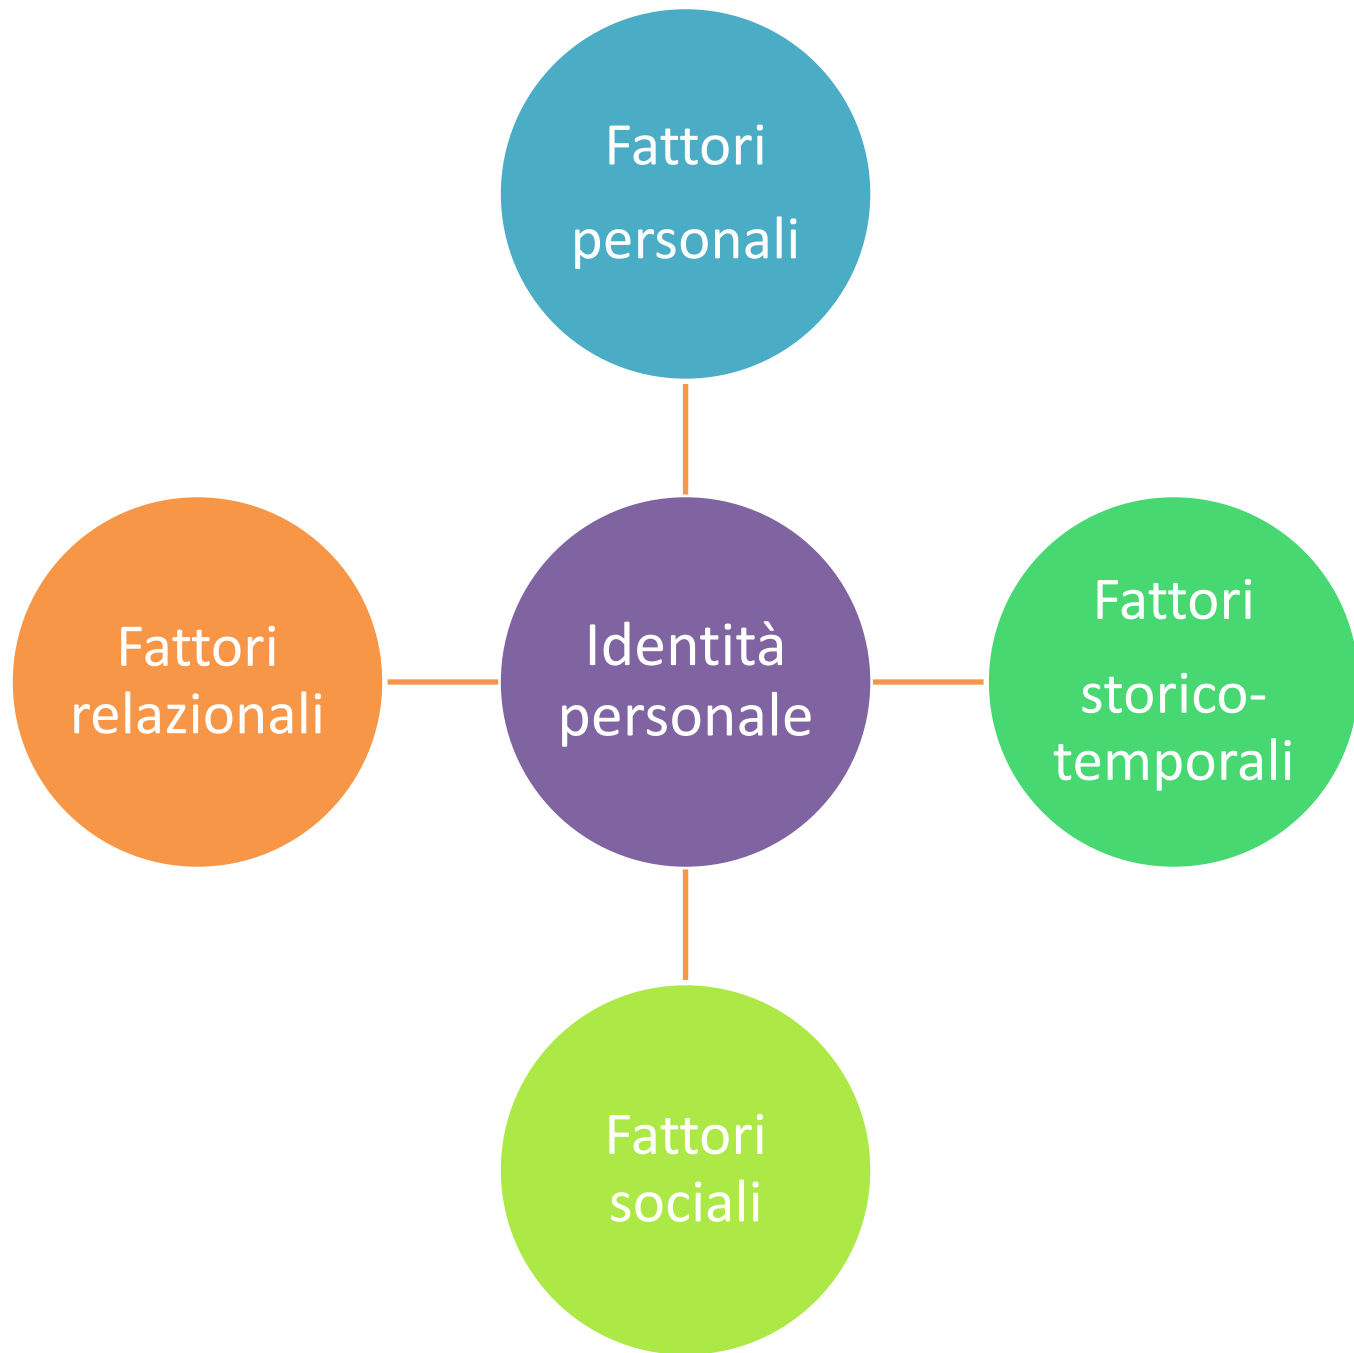 Fattori
personali
Fattori
relazionali
Identità
personale
Fattori
storico-
temporali
Fattori
sociali